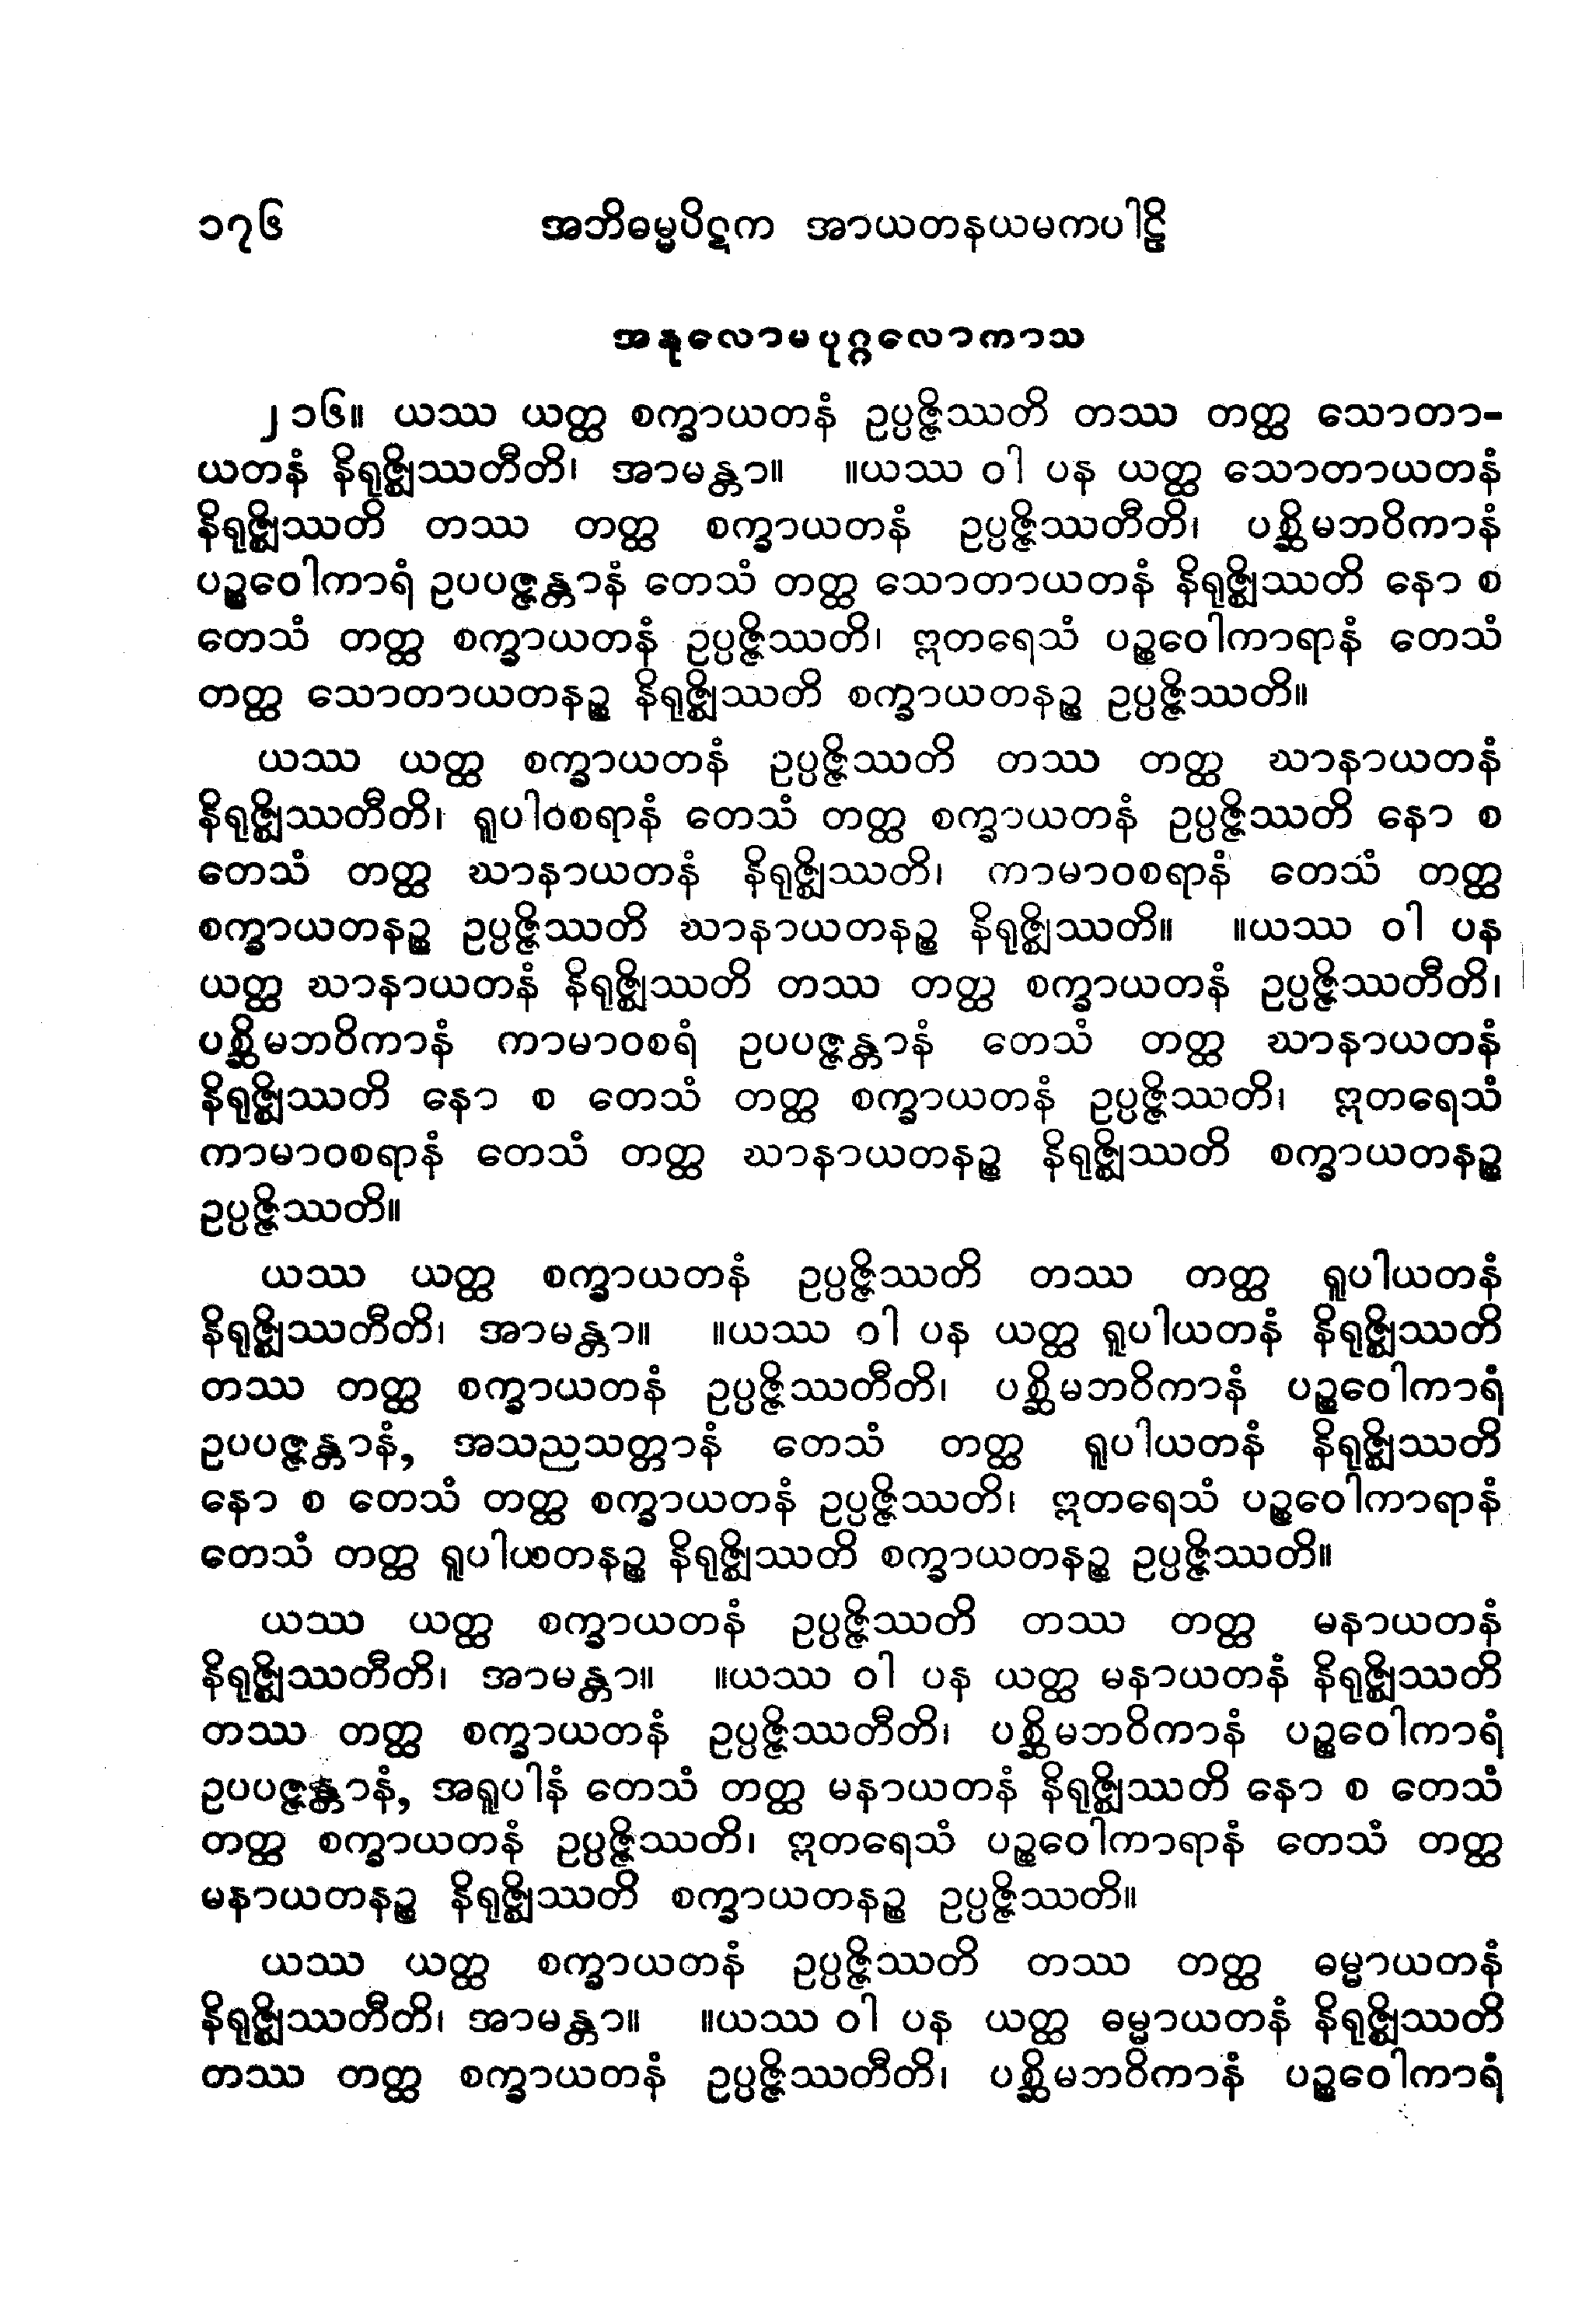 ၁၇၆ အဘိဓမ္မပိဋက အာယတနယမကပါဠိ
အနုလောမပုဂ္ဂလောကာသ
၂၁၆။ ယဿ ယတ္ထ စက္ခာယတနံ ဥပ္ပဇ္ဇိဿတိ တဿ တတ္ထ သောတာ-
ယတနံ နိရုဇ္ဈိဿတီတိ၊ အာမန္တာ။ ။ယဿ ဝါ ပန ယတ္ထ သောတာယတနံ
နိရုဇ္ဈိဿတိ တဿ တတ္ထ စက္ခာယတနံ ဥပ္ပဇ္ဇိဿတီတိ၊ ပစ္ဆိမဘဝိကာနံ
ပဉ္စဝေါကာရံ ဥပပဇ္ဇန္တာနံ တေသံ တတ္ထ သောတာယတနံ နိရုဇ္ဈိဿတိ နော စ
တေသံ တတ္ထ စက္ခာယတနံ ဥပ္ပဇ္ဇိဿတိ၊ ဣတရေသံ ပဉ္စဝေါကာရာနံ တေသံ
တတ္ထ သောတာယတနဉ္စ နိရုဇ္ဈိဿတိ စက္ခာယတနဉ္စ ဥပ္ပဇ္ဇိဿတိ။
ယဿ ယတ္ထ စက္ခာယတနံ ဥပ္ပဇ္ဇိဿတိ တဿ တတ္ထ ဃာနာယတနံ
နိရုဇ္ဈိဿတီတိ၊ ရူပါဝစရာနံ တေသံ တတ္ထ စက္ခာယတနံ ဥပ္ပဇ္ဇိဿတိ နော စ
တေသံ တတ္ထ ဃာနာယတနံ နိရုဇ္ဈိဿတိ၊ ကာမာဝစရာနံ တေသံ တတ္ထ
စက္ခာယတနဉ္စ ဥပ္ပဇ္ဇိဿတိ ဃာနာယတနဉ္စ နိရုဇ္ဈိဿတိ။ ။ယဿ ဝါ ပန
ယတ္ထ ဃာနာယတနံ နိရုဇ္ဈိဿတိ တဿ တတ္ထ စက္ခာယတနံ ဥပ္ပဇ္ဇိဿတီတိ၊
ပစ္ဆိမဘဝိကာနံ ကာမာဝစရံ ဥပပဇ္ဇန္တာနံ တေသံ တတ္ထ ဃာနာယတနံ
နိရုဇ္ဈိဿတိ နော စ တေသံ တတ္ထ စက္ခာယတနံ ဥပ္ပဇ္ဇိဿတိ၊ ဣတရေသံ
ကာမာဝစရာနံ တေသံ တတ္ထ ဃာနာယတနဉ္စ နိရုဇ္ဈိဿတိ စက္ခာယတနဉ္စ
ဥပ္ပဇ္ဇိဿတိ။
ယဿ ယတ္ထ စက္ခာယတနံ ဥပ္ပဇ္ဇိဿတိ တဿ တတ္ထ ရူပါယတနံ
နိရုဇ္ဈိဿတီတိ၊ အာမန္တာ။ ။ယဿ ဝါ ပန ယတ္ထ ရူပါယတနံ နိရုဇ္ဈိဿတိ
တဿ တတ္ထ စက္ခာယတနံ ဥပ္ပဇ္ဇိဿတီတိ၊ ပစ္ဆိမဘဝိကာနံ ပဉ္စဝေါကာရံ
ဥပပဇ္ဇန္တာနံ, အသညသတ္တာနံ တေသံ တတ္ထ ရူပါယတနံ နိရုဇ္ဈိဿတိ
နော စ တေသံ တတ္ထ စက္ခာယတနံ ဥပ္ပဇ္ဇိဿတိ၊ ဣတရေသံ ပဉ္စဝေါကာရာနံ
တေသံ တတ္ထ ရူပါယတနဉ္စ နိရုဇ္ဈိဿတိ စက္ခာယတနဉ္စ ဥပ္ပဇ္ဇိဿတိ။
ယဿ ယတ္ထ စက္ခာယတနံ ဥပ္ပဇ္ဇိဿတိ တဿ တတ္ထ မနာယတနံ
နိရုဇ္ဈိဿတီတိ၊ အာမန္တာ။ ။ယဿ ဝါ ပန ယတ္ထ မနာယတနံ နိရုဇ္ဈိဿတိ
တဿ တတ္ထ စက္ခာယတနံ ဥပ္ပဇ္ဇိဿတီတိ၊ ပစ္ဆိမဘဝိကာနံ ပဉ္စဝေါကာရံ
ဥပပဇ္ဇန္တာနံ, အရူပါနံ တေသံ တတ္ထ မနာယတနံ နိရုဇ္ဈိဿတိ နော စ တေသံ
တတ္ထ စက္ခာယတနံ ဥပ္ပဇ္ဇိဿတိ၊ ဣတရေသံ ပဉ္စဝေါကာရာနံ တေသံ တတ္ထ
မနာယတနဉ္စ နိရုဇ္ဈိဿတိ စက္ခာယတနဉ္စ ဥပ္ပဇ္ဇိဿတိ။
ယဿ ယတ္ထ စက္ခာယတနံ ဥပ္ပဇ္ဇိဿတိ တဿ တတ္ထ ဓမ္မာယတနံ
နိရုဇ္ဈိဿတီတိ၊ အာမန္တာ။ ။ယဿ ဝါ ပန ယတ္ထ ဓမ္မာယတနံ နိရုဇ္ဈိဿတိ
တဿ တတ္ထ စက္ခာယတနံ ဥပ္ပဇ္ဇိဿတီတိ၊ ပစ္ဆိမဘဝိကာနံ ပဉ္စဝေါကာရံ